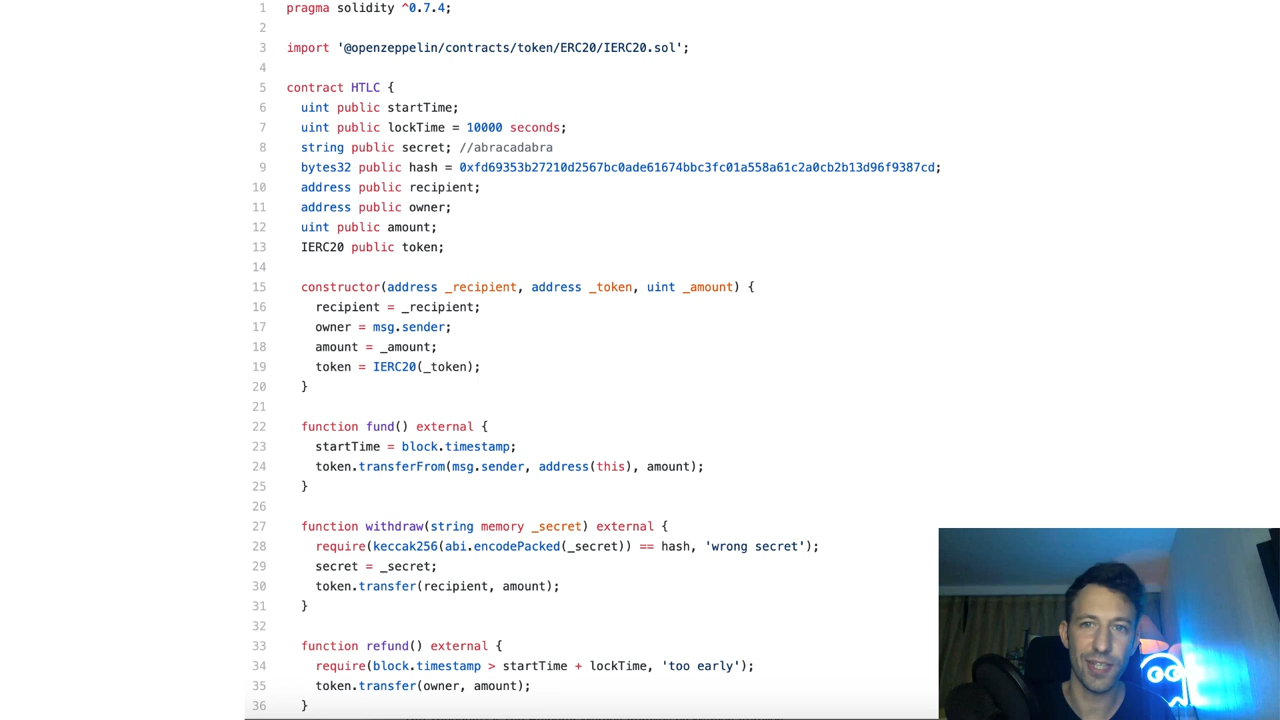 1 pragma solidity ^0.7.4;
2
3 import '@openzeppelin/contracts/token/ERC20/IERC20.sol';
4
5 contract HTLC {
6 uint public startTime;
7 uint public lockTime = 10000 seconds;
8 string public secret; //abracadabra
9 bytes32 public hash = 0xfd69353b27210d2567bc0ade61674bbc3fc01a558a61c2a0cb2b13d96f9387cd;
10 address public recipient;
11 address public owner;
12 uint public amount;
13 IERC20 public token;
14
15 constructor(address _recipient, address _token, uint _amount) {
16 recipient = _recipient;
17 owner = msg.sender;
18 amount = _amount;
19 token = IERC20(_token);
20 }
21
22 function fund() external {
23 startTime = block.timestamp;
24 token.transferFrom(msg.sender, address(this), amount);
25 }
26
27 function withdraw(string memory _secret) external {
28 require(keccak256(abi.encodePacked(_secret)) == hash, 'wrong secret');
29 secret = _secret;
30 token.transfer(recipient, amount);
31 }
32
33 function refund() external {
34 require(block.timestamp > startTime + lockTime, 'too early');
35 token.transfer(owner, amount);
36 }